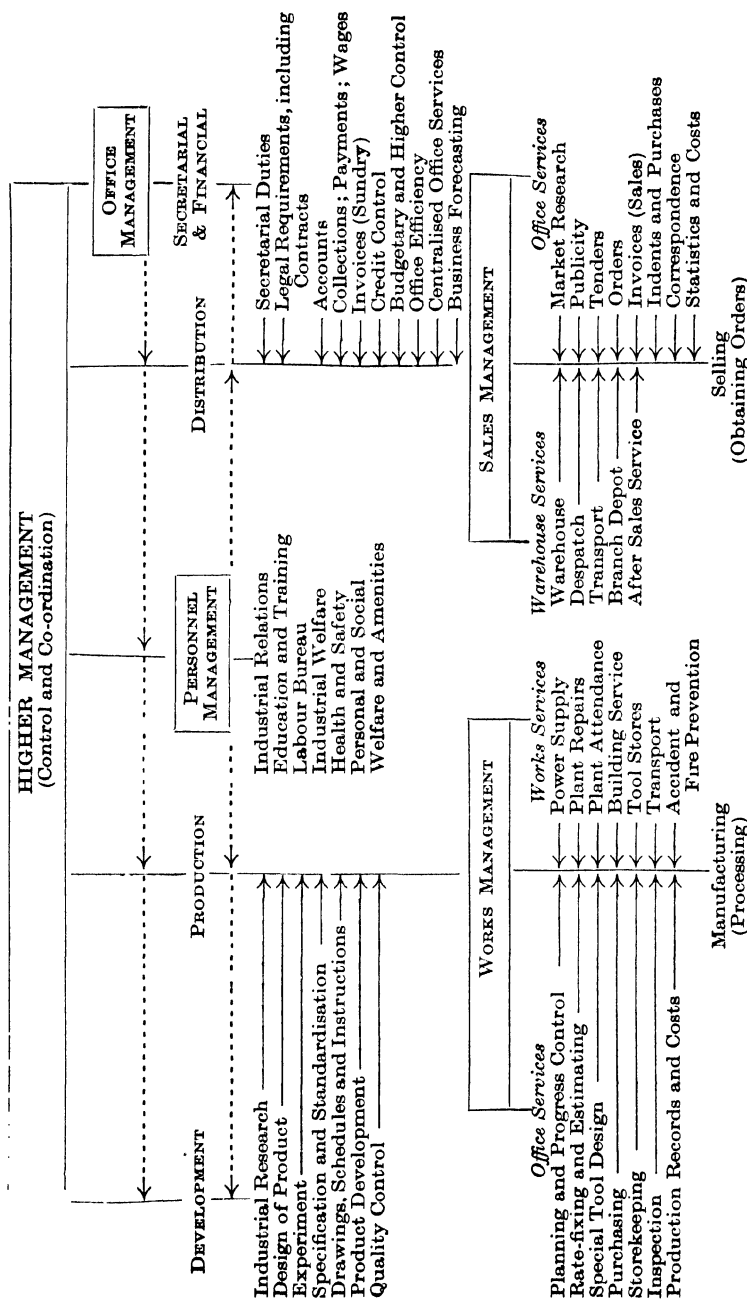 HIGHER MANAGEMENT
(Control and Co-ordination)
OFFICE
MANAGEMENT
PERSONNEL
MANAGEMENT
DEVELOPMENT
PRODUCTION
DISTRIBUTION
SECRETARIAL
& FINANCIAL
Industrial Research
Design of Product
Experiment
Specification and Standardisation
Drawings, Schedules and Instructions
Product Development
Quality Control
Industrial Relations
Education and Training
Labour Bureau
Industrial Welfare
Health and Safety
Personal and Social
Welfare and Amenities
Secretarial Duties
Legal Requirements, including
Contracts
Accounts
Collections; Payments; Wages
Invoices (Sundry)
Credit Control
Budgetary and Higher Control
Office Efficiency
Centralised Office Services
Business Forecasting
WORKS MANAGEMENT
Office Services
Planning and Progress Control
Rate-fixing and Estimating
Special Tool Design
Purchasing
Storekeeping
Inspection
Production Records and Costs
Works Services
Power Supply
Plant Repairs
Plant Attendance
Building Service
Tool Stores
Transport
Accident and
Fire Prevention
Manufacturing
(Processing)
SALES MANAGEMENT
Warehouse Services
Warehouse
Despatch
Transport
Branch Depot
After Sales Service
Office Services
Market Research
Publicity
Tenders
Orders
Invoices (Sales)
Indents and Purchases
Correspondence
Statistics and Costs
Selling
(Obtaining Orders)